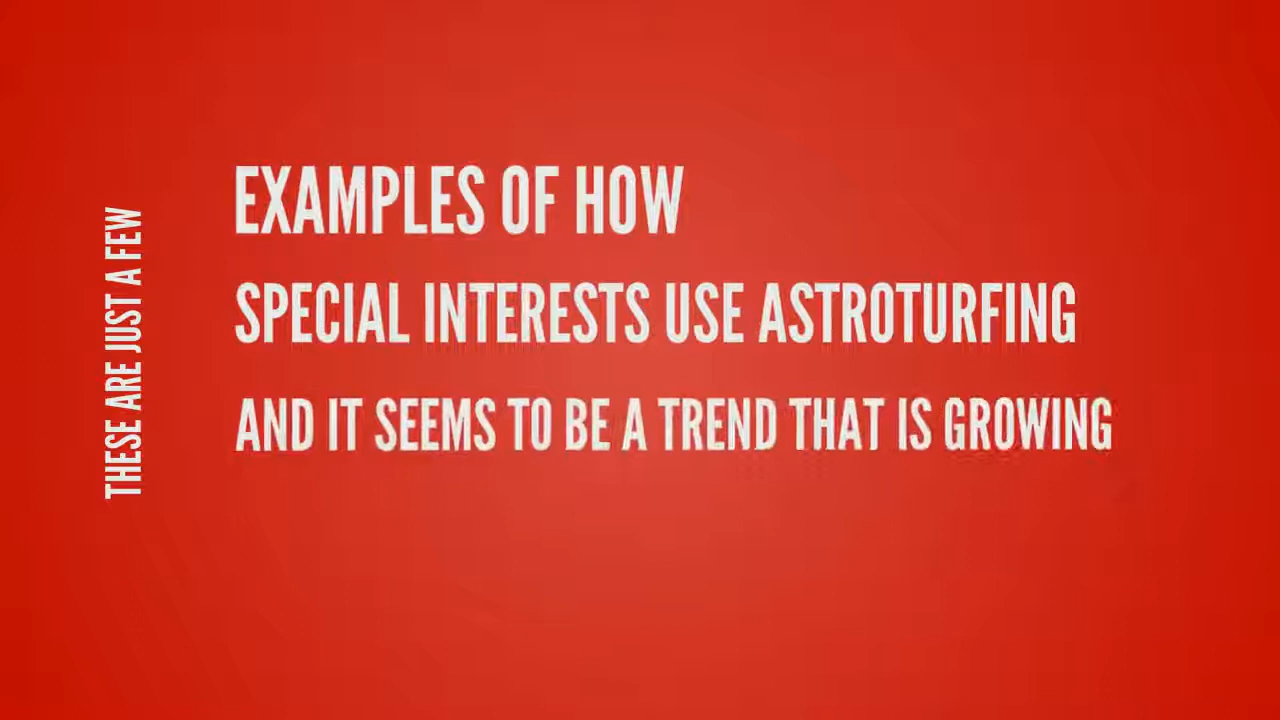 THESE ARE JUST A FEW
EXAMPLES OF HOW
SPECIAL INTERESTS USE ASTROTURFING
AND IT SEEMS TO BE A TREND THAT IS GROWING